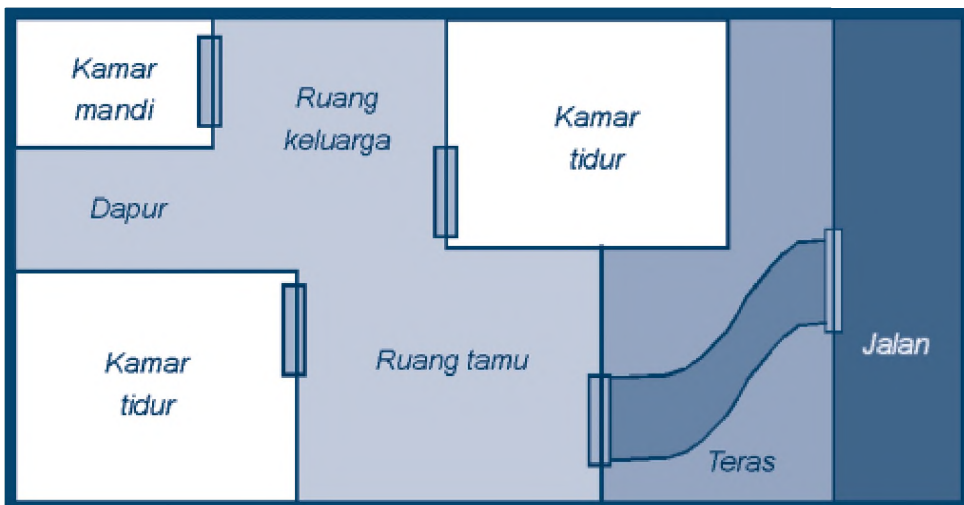 Kamar
mandi
Ruang
keluarga
Kamar
tidur
Dapur
Kamar
tidur
Ruang tamu
Jalan
Teras